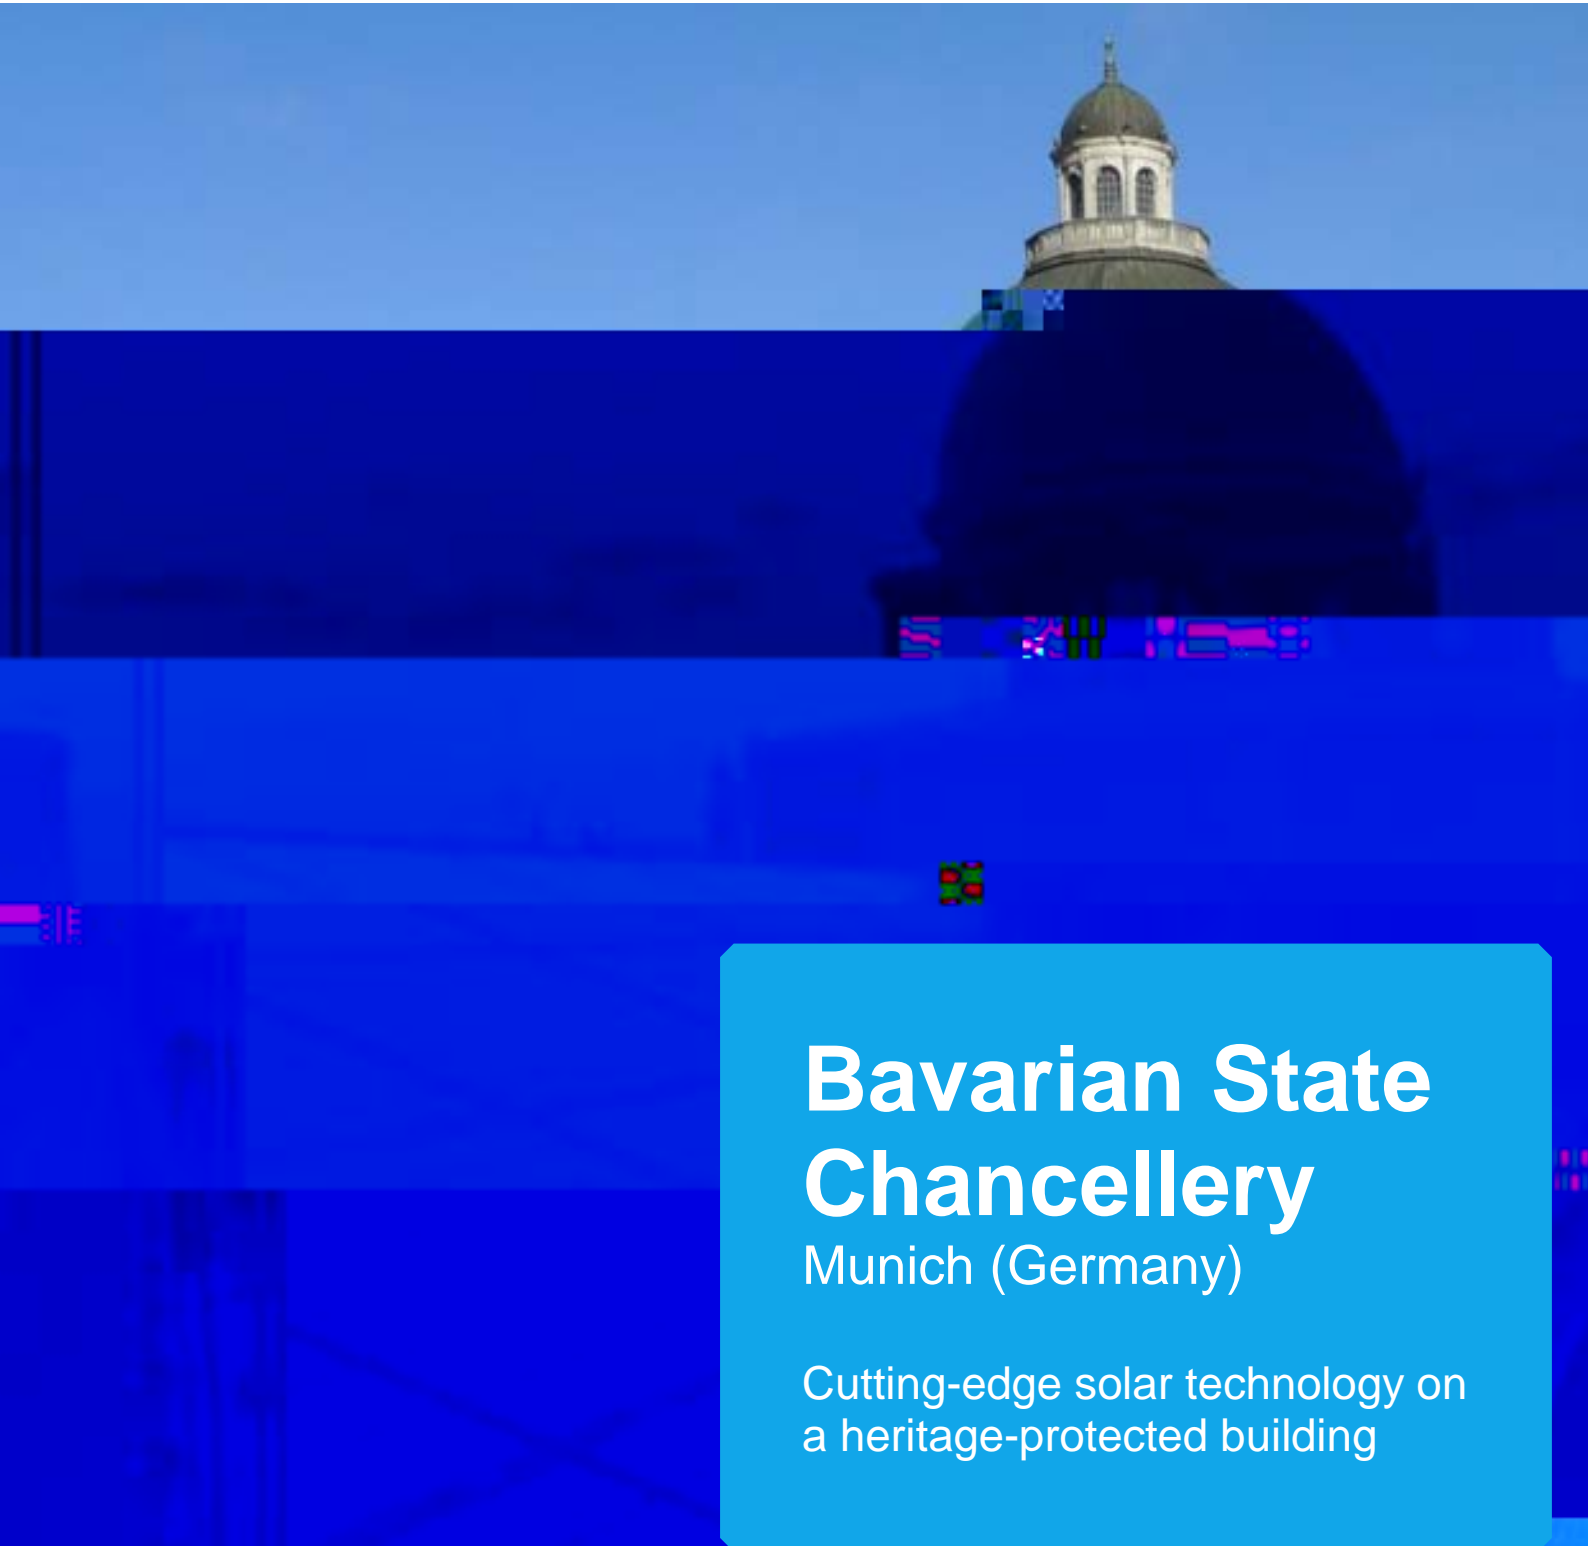 Bavarian State
Chancellery
Munich (Germany)
Cutting-edge solar technology on
a heritage-protected building